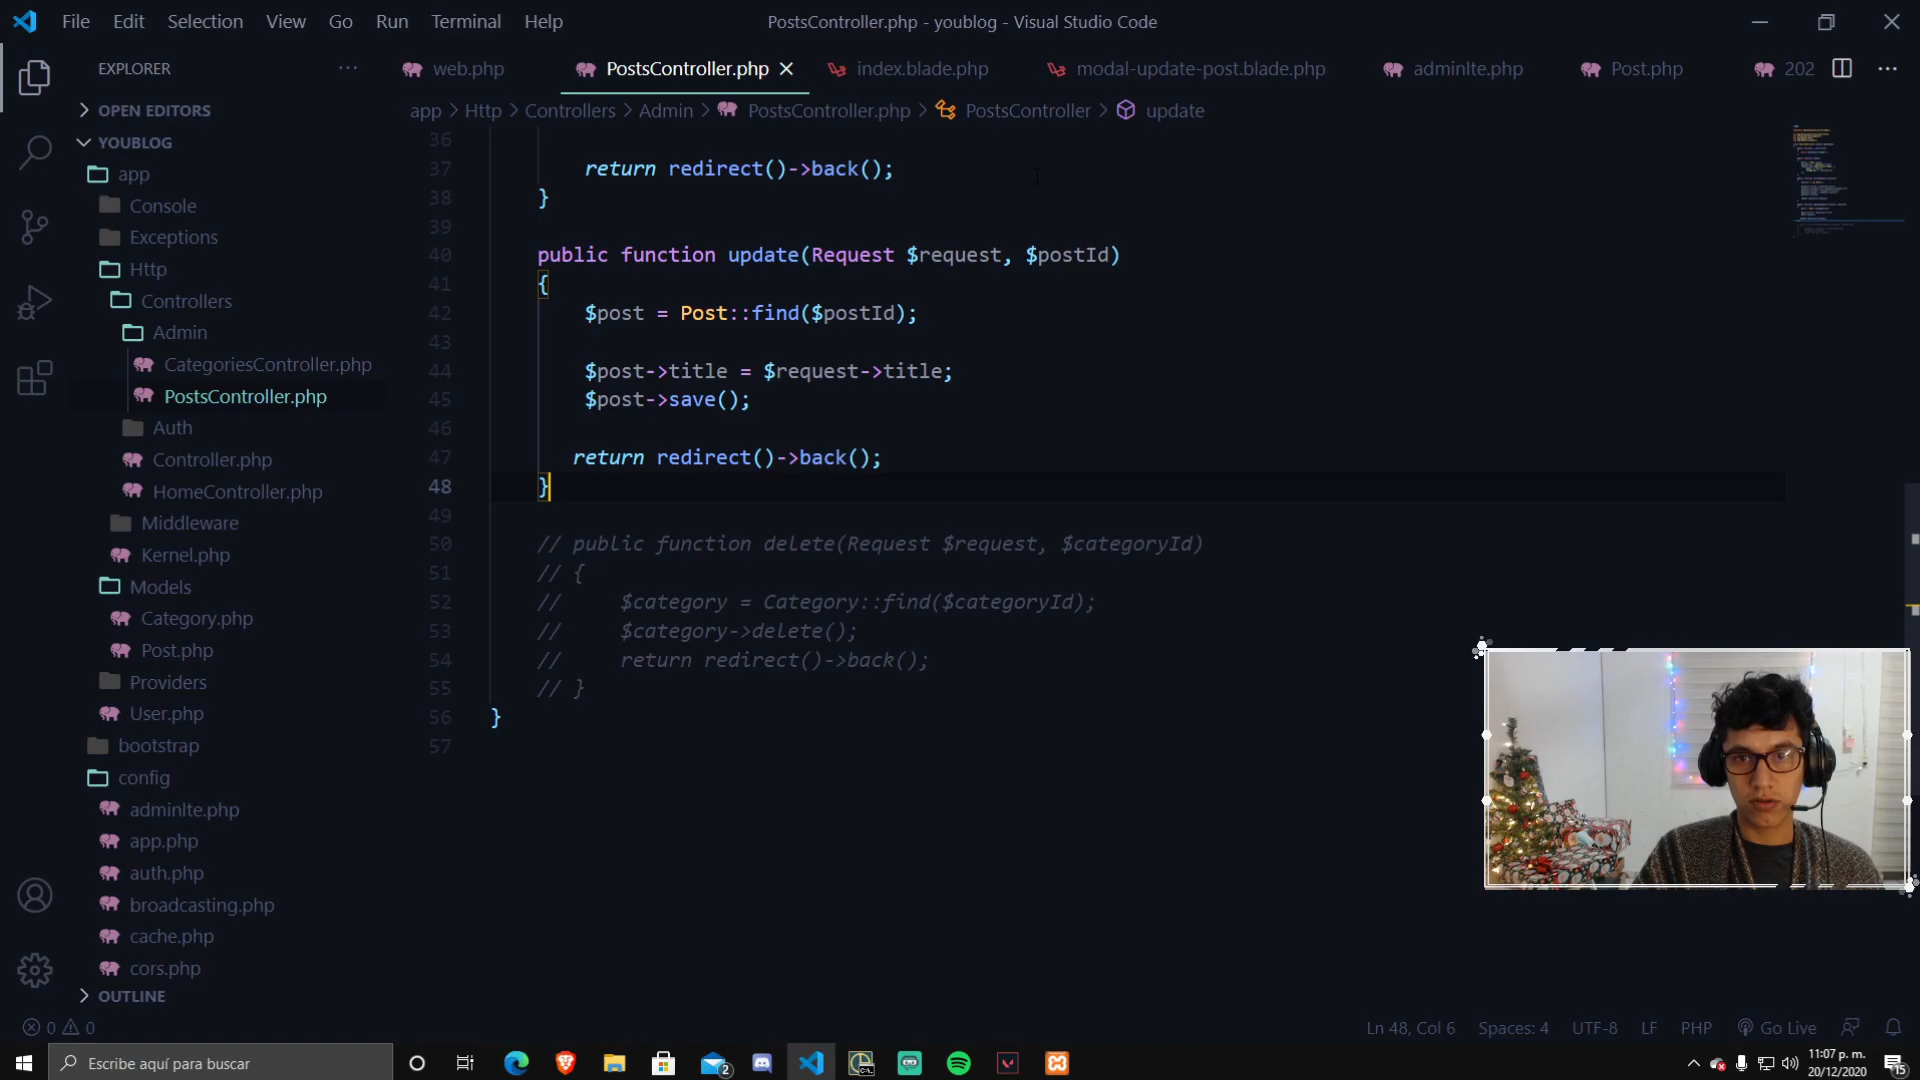 File Edit Selection View Go Run Terminal Help
PostsController.php - youblog - Visual Studio Code
EXPLORER
web.php
PostsController.php
index.blade.php
modal-update-post.blade.php
adminlte.php
Post.php
202
OPEN EDITORS
YOUBLOG
app
Console
Exceptions
Http
Controllers
Admin
CategoriesController.php
PostsController.php
Auth
Controller.php
HomeController.php
Middleware
Kernel.php
Models
Category.php
Post.php
Providers
User.php
bootstrap
config
adminlte.php
app.php
auth.php
broadcasting.php
cache.php
cors.php
OUTLINE
app > Http > Controllers > Admin > PostsController.php > PostsController > update
36
37 return redirect()->back();
38 }
39
40 public function update(Request $request, $postId)
41 {
42 $post = Post::find($postId);
43
44 $post->title = $request->title;
45 $post->save();
46
47 return redirect()->back();
48 }
49
50 // public function delete(Request $request, $categoryId)
51 // {
52 // $category = Category::find($categoryId);
53 // $category->delete();
54 // return redirect()->back();
55 // }
56 }
57
0 0
Ln 48, Col 6
Spaces: 4
UTF-8
LF
PHP
Go Live
Escribe aquí para buscar
2
11:07 p. m.
20/12/2020
15